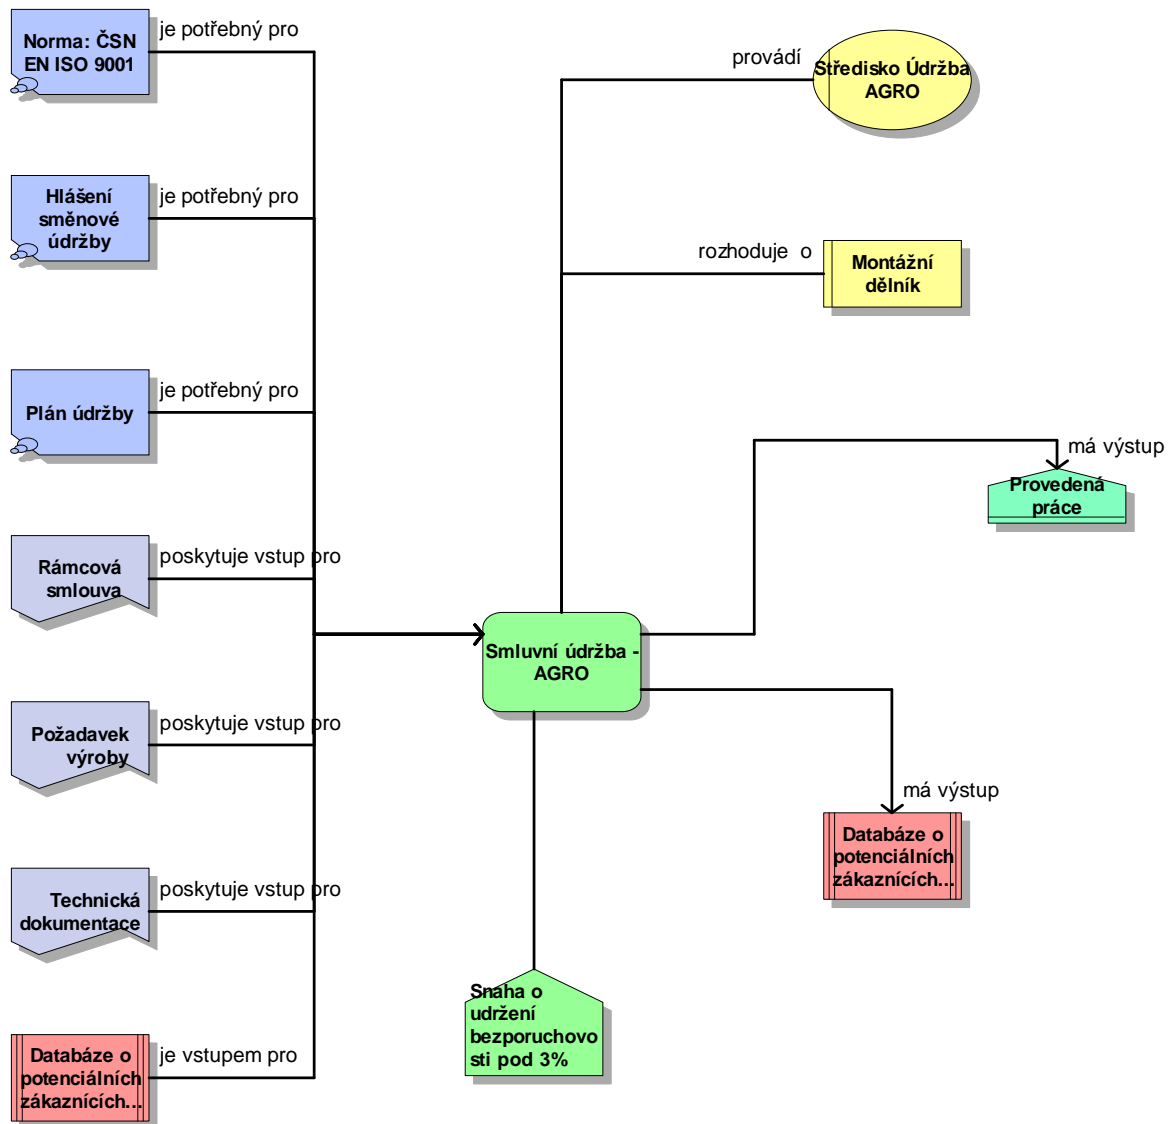 Norma: ČSN
EN ISO 9001
je potřebný pro
provádí
Středisko Údržba
AGRO
Hlášení
směnové
údržby
je potřebný pro
rozhoduje o
Montážní
dělník
Plán údržby
je potřebný pro
má výstup
Provedená
práce
Rámcová
smlouva
poskytuje vstup pro
Smluvní údržba -
AGRO
Požadavek
výroby
poskytuje vstup pro
má výstup
Databáze o
potenciálních
zákaznících...
Technická
dokumentace
poskytuje vstup pro
Snaha o
udržení
bezporuchovo
sti pod 3%
Databáze o
potenciálních
zákaznících...
je vstupem pro